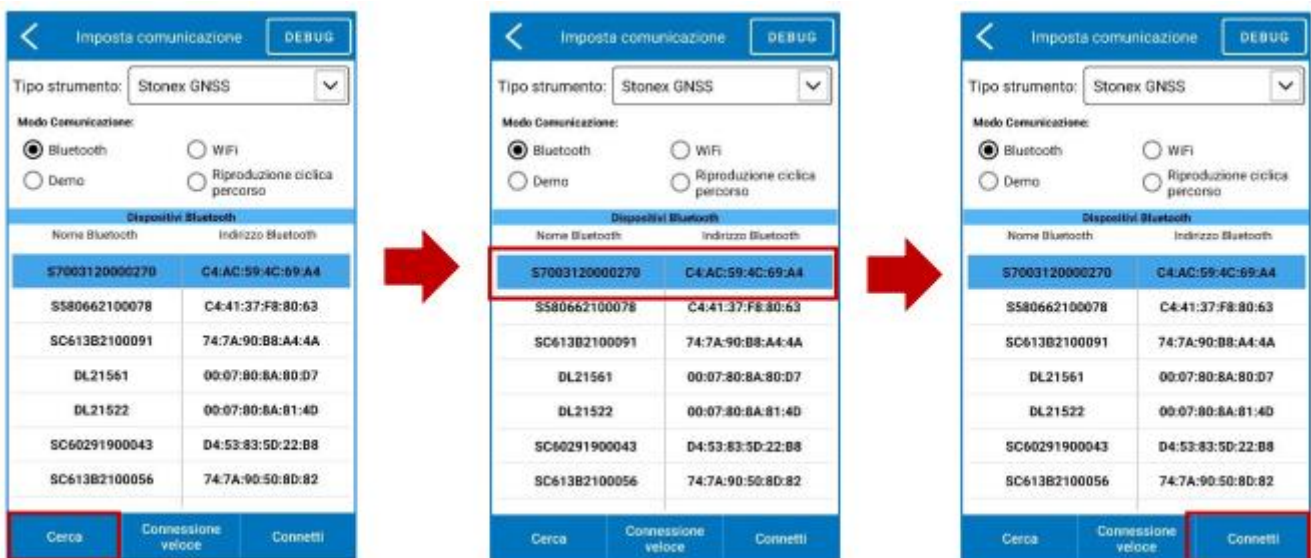 Imposta comunicazione DEBUG
Tipo strumento: Stonex GNSS
Modo Comunicazione:
Bluetooth WiFi
Demo Riproduzione ciclica
percorso
Dispositivi Bluetooth
Nome Bluetooth Indirizzo Bluetooth
S7003120000270 C4:AC:59:4C:69:A4
S580662100078 C4:41:37:F8:80:63
SC613B2100091 74:7A:90:B8:A4:4A
DL21561 00:07:80:8A:80:D7
DL21522 00:07:80:8A:81:4D
SC60291900043 D4:53:83:5D:22:B8
SC613B2100056 74:7A:90:50:8D:82
Cerca Connessione
veloce Connetti
Imposta comunicazione DEBUG
Tipo strumento: Stonex GNSS
Modo Comunicazione:
Bluetooth WiFi
Demo Riproduzione ciclica
percorso
Dispositivi Bluetooth
Nome Bluetooth Indirizzo Bluetooth
S7003120000270 C4:AC:59:4C:69:A4
S580662100078 C4:41:37:F8:80:63
SC613B2100091 74:7A:90:B8:A4:4A
DL21561 00:07:80:8A:80:D7
DL21522 00:07:80:8A:81:4D
SC60291900043 D4:53:83:5D:22:B8
SC613B2100056 74:7A:90:50:8D:82
Cerca Connessione
veloce Connetti
Imposta comunicazione DEBUG
Tipo strumento: Stonex GNSS
Modo Comunicazione:
Bluetooth WiFi
Demo Riproduzione ciclica
percorso
Dispositivi Bluetooth
Nome Bluetooth Indirizzo Bluetooth
S7003120000270 C4:AC:59:4C:69:A4
S580662100078 C4:41:37:F8:80:63
SC613B2100091 74:7A:90:B8:A4:4A
DL21561 00:07:80:8A:80:D7
DL21522 00:07:80:8A:81:4D
SC60291900043 D4:53:83:5D:22:B8
SC613B2100056 74:7A:90:50:8D:82
Cerca Connessione
veloce Connetti